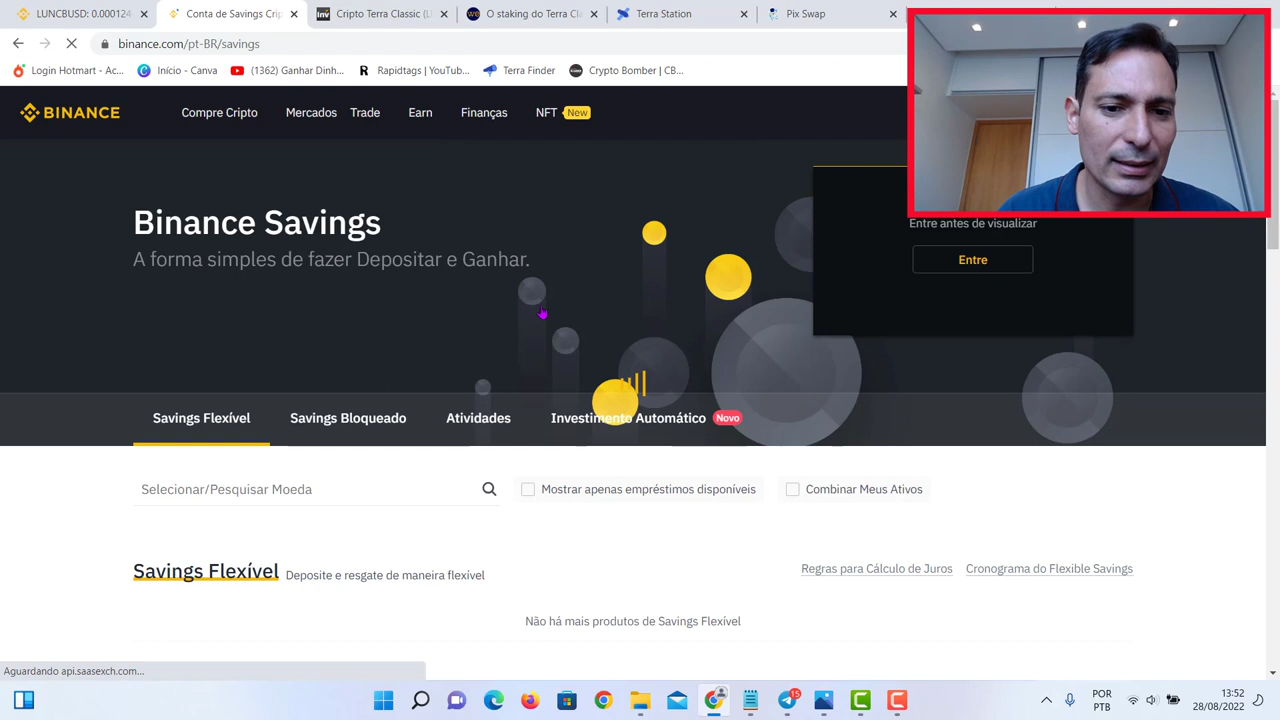 LUNCBUSD: 0.000124
Conta de Savings Crip
Cripto Terra Classic (L
O staking do Terra Cla
Terra Station
Pix Swap
binance.com/pt-BR/savings
Login Hotmart - Ac...
Início - Canva
(1362) Ganhar Dinh...
Rapidtags | YouTub...
Terra Finder
Crypto Bomber | CB...
BINANCE
Compre Cripto
Mercados
Trade
Earn
Finanças
NFT New
Binance Savings
A forma simples de fazer Depositar e Ganhar.
Entre antes de visualizar
Entre
Savings Flexível
Savings Bloqueado
Atividades
Investimento Automático Novo
Selecionar/Pesquisar Moeda
Mostrar apenas empréstimos disponíveis
Combinar Meus Ativos
Savings Flexível Deposite e resgate de maneira flexível
Regras para Cálculo de Juros
Cronograma do Flexible Savings
Não há mais produtos de Savings Flexível
Aguardando api.saasexch.com...
15
POR
PTB
13:52
28/08/2022